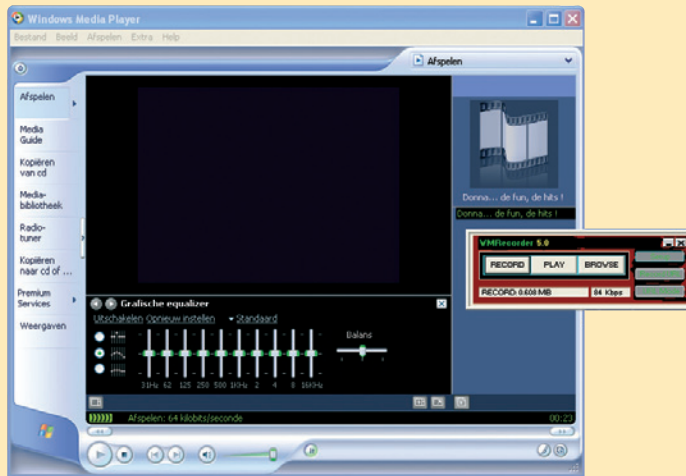 Windows Media Player
Bestand Beeld Afspelen Extra Help
Afspelen
Afspelen
Media
Guide
Kopiëren
van cd
Media-
bibliotheek
Radio-
tuner
Kopiëren
naar cd of ...
Premium
Services
Weergaven
Donna... de fun, de hits !
Donna... de fun, de hits !
WMRecorder 5.0
RECORD PLAY BROWSE
RECORD: 0.608 MB 64 Kbps
Grafische equalizer
Uitschakelen Opnieuw instellen Standaard
Balans
31Hz 62 125 250 500 1KHz 2 4 8 16KHz
Afspelen: 64 kilobits/seconde 00:23